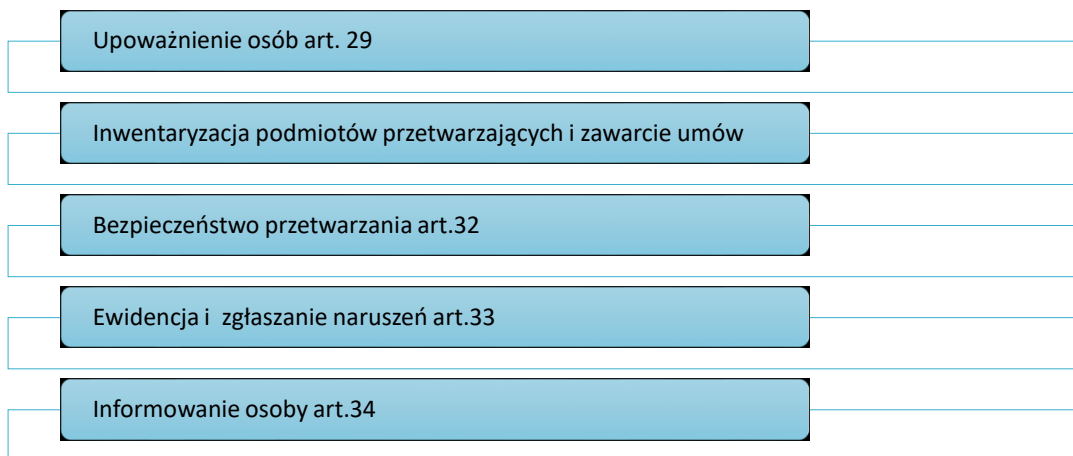 Upoważnienie osób art. 29
Inwentaryzacja podmiotów przetwarzających i zawarcie umów
Bezpieczeństwo przetwarzania art.32
Ewidencja i  zgłaszanie naruszeń art.33
Informowanie osoby art.34